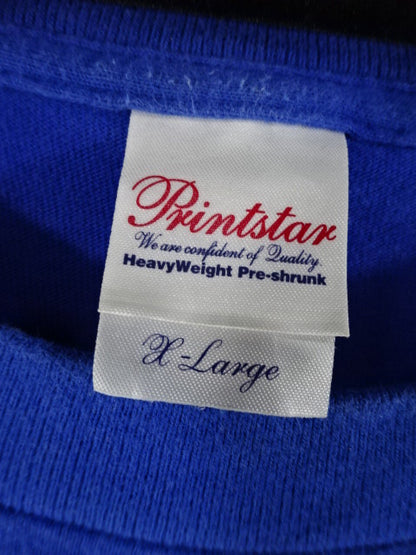 Printstar
We are confident of Quality
HeavyWeight Pre-shrunk
X-Large